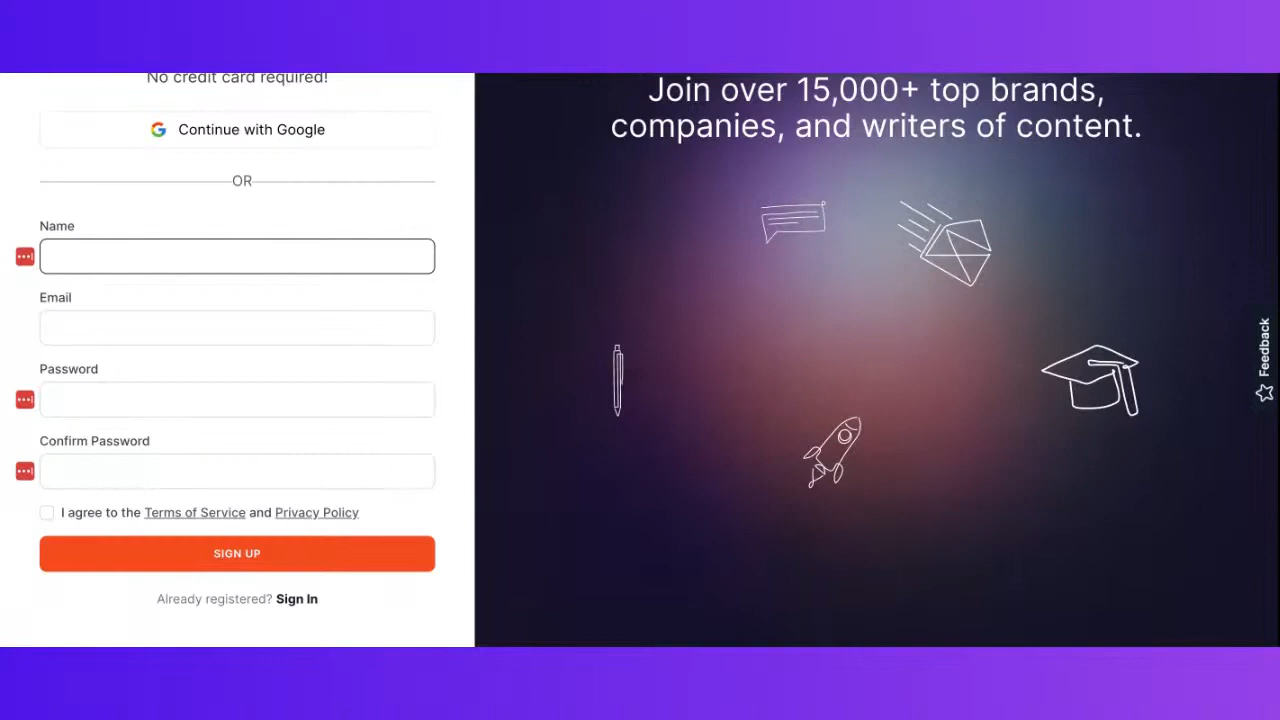 No credit card required!
Continue with Google
OR
Name
Email
Password
Confirm Password
I agree to the Terms of Service and Privacy Policy
SIGN UP
Already registered? Sign In
Join over 15,000+ top brands,
companies, and writers of content.
Feedback